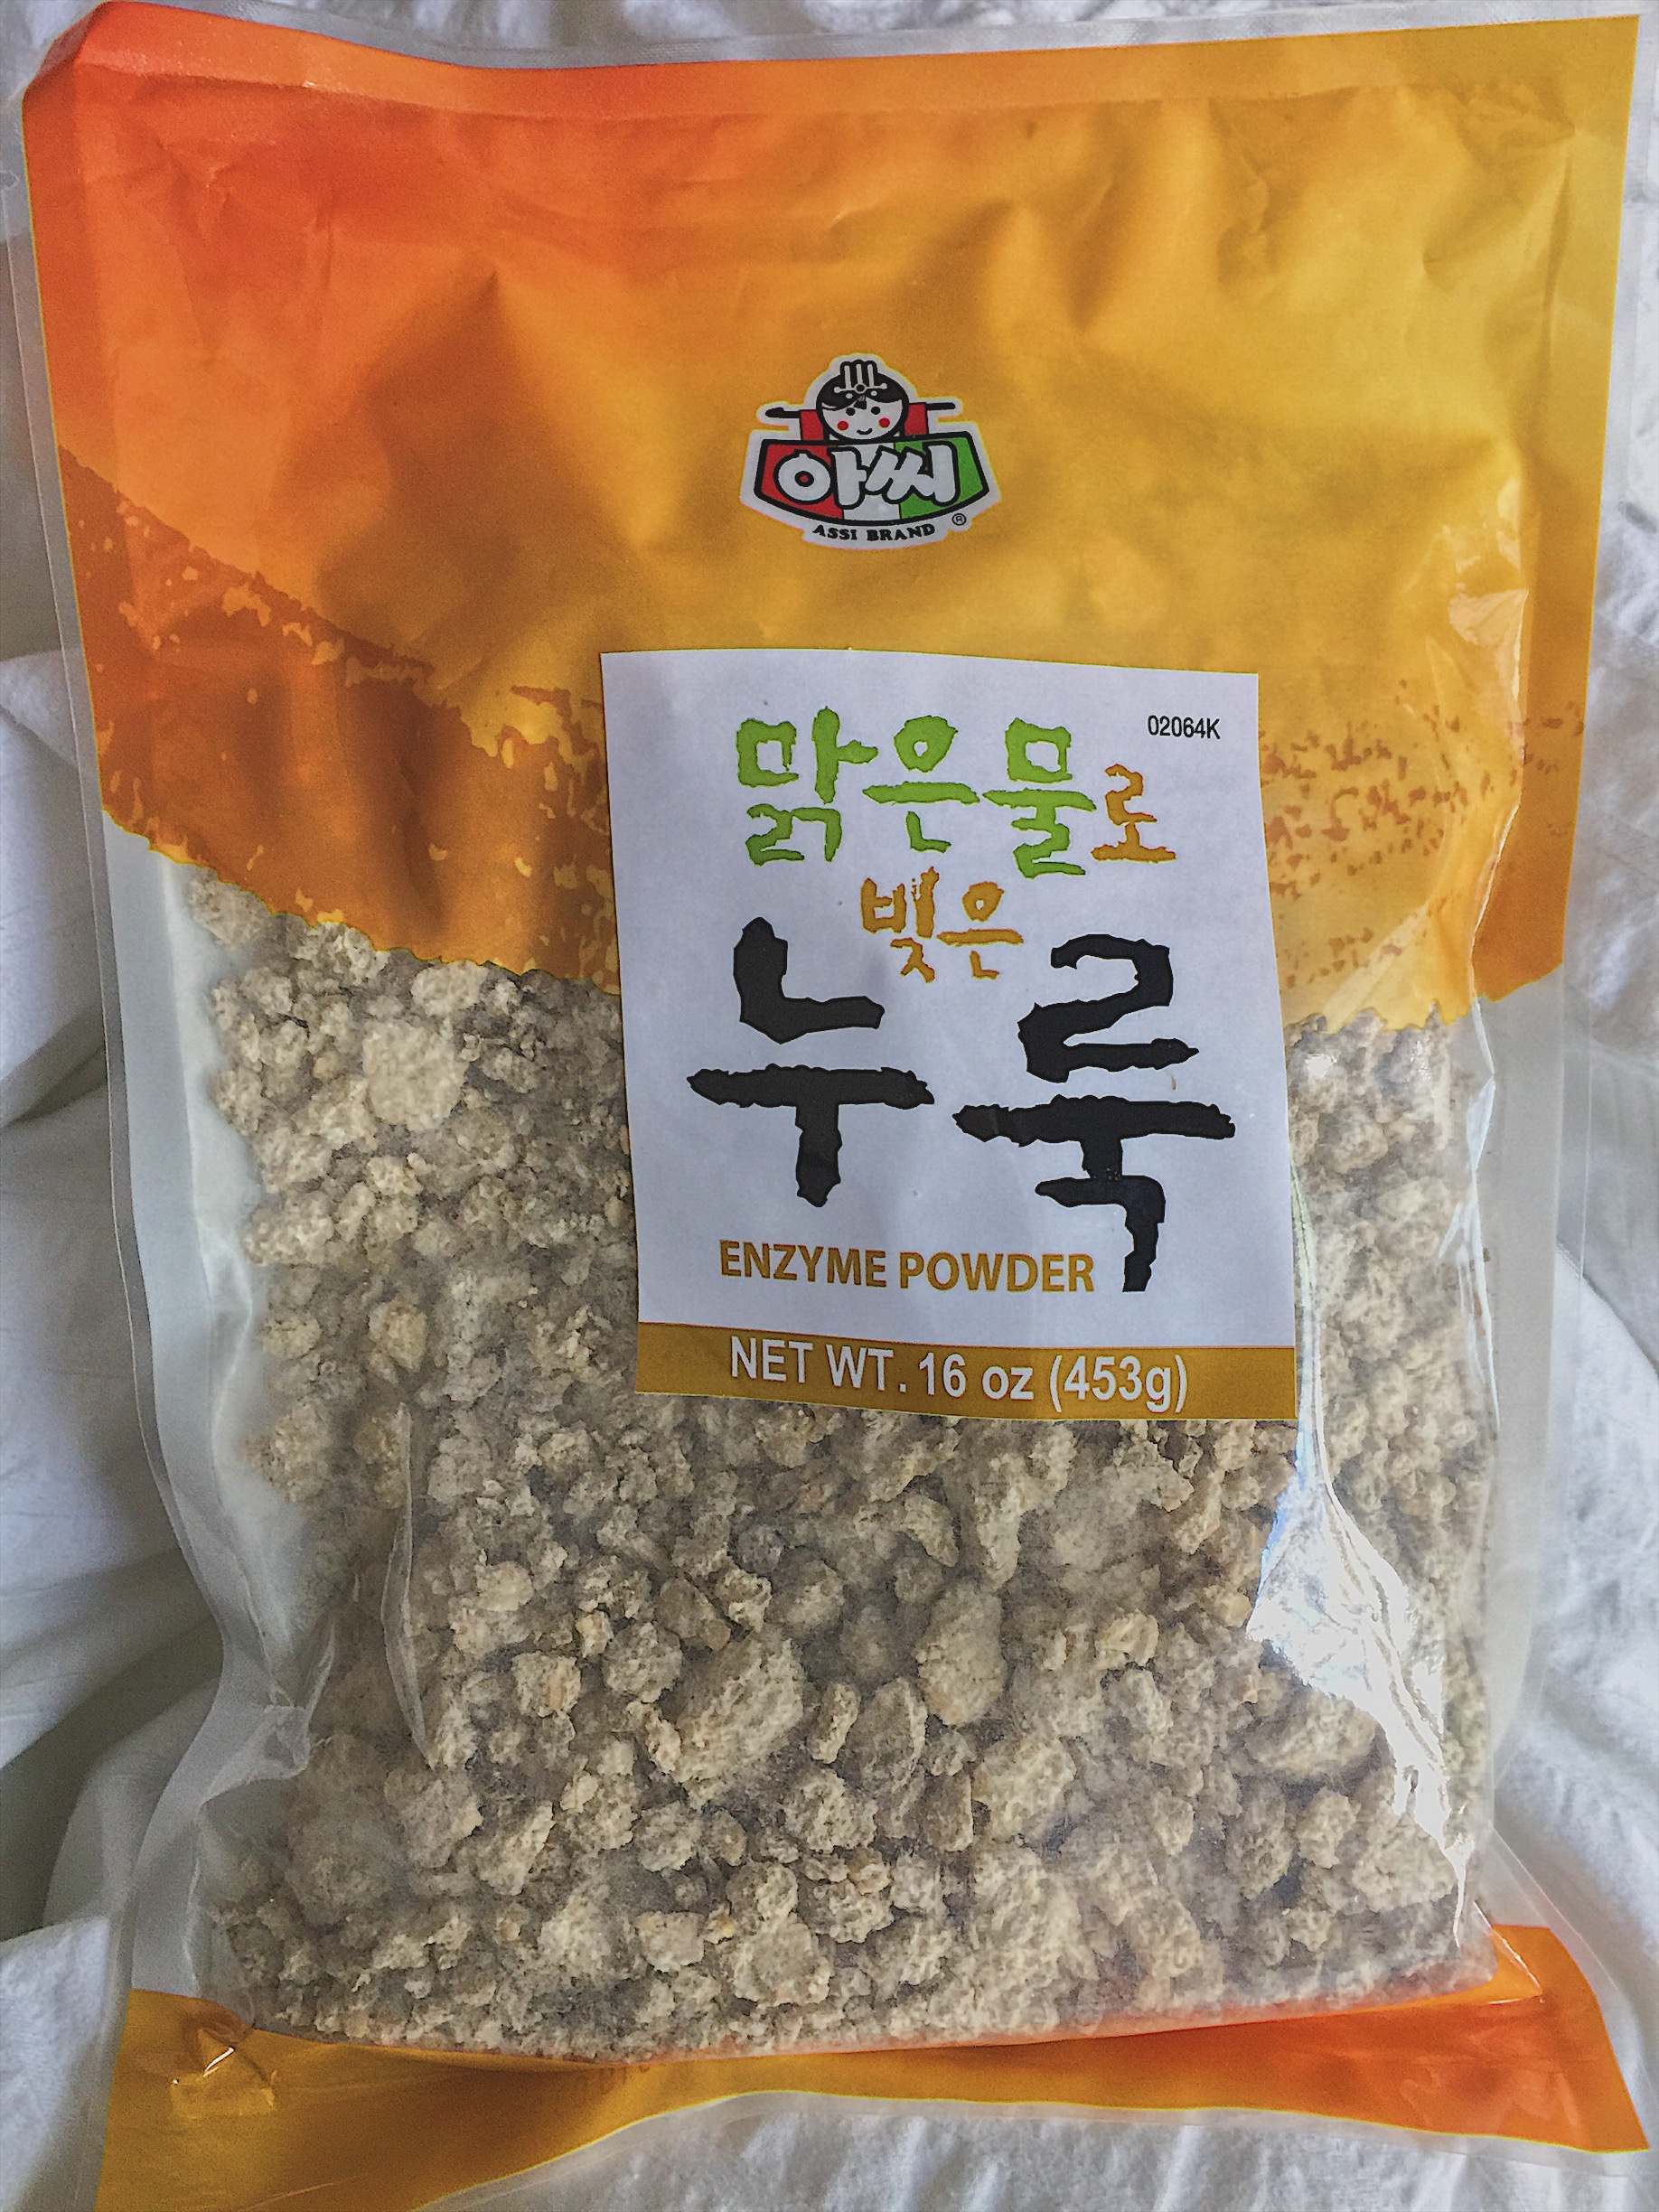 아씨
ASSI BRAND ®
02064K
맑은물로
빚은
누룩
ENZYME POWDER
NET WT. 16 oz (453g)